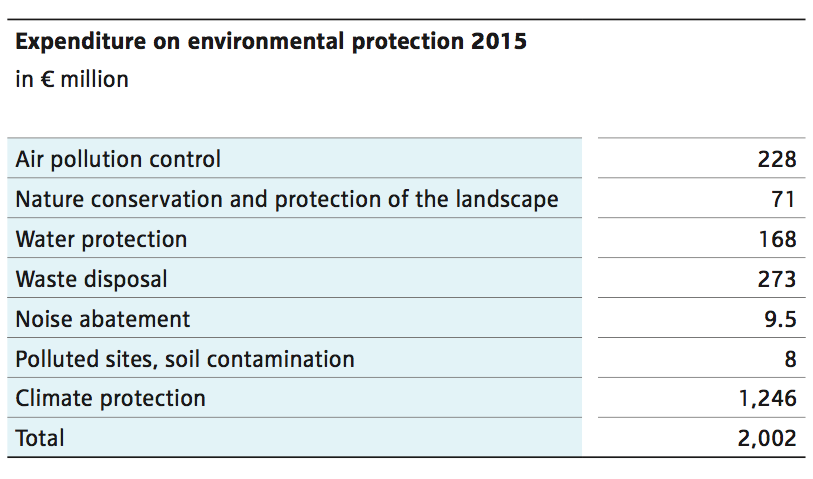 Expenditure on environmental protection 2015
in € million
Air pollution control 228
Nature conservation and protection of the landscape 71
Water protection 168
Waste disposal 273
Noise abatement 9.5
Polluted sites, soil contamination 8
Climate protection 1,246
Total 2,002